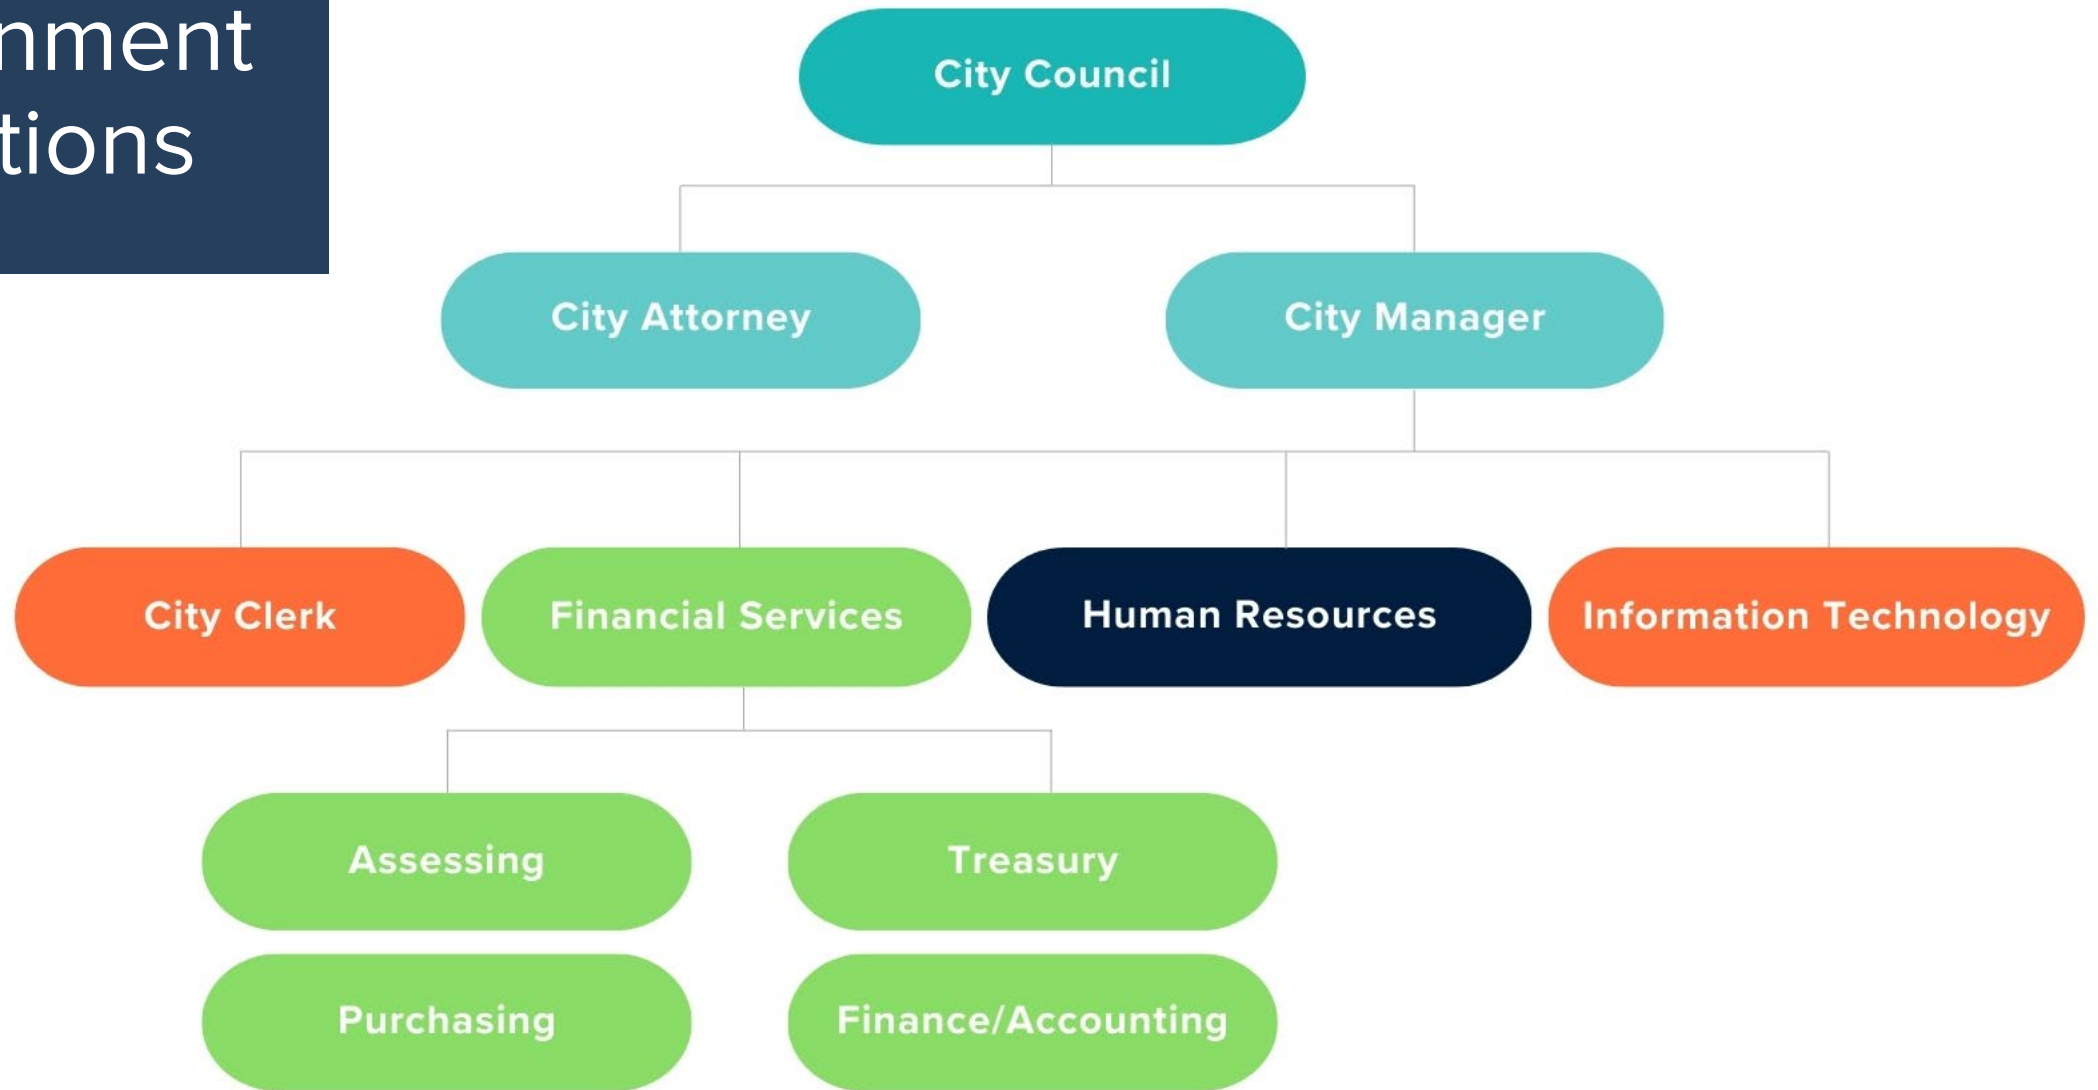 nment
tions
City Council
City Attorney
City Manager
City Clerk
Financial Services
Human Resources
Information Technology
Assessing
Treasury
Purchasing
Finance/Accounting